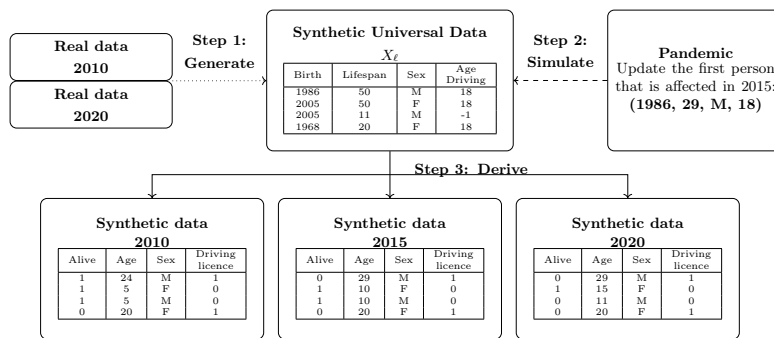 Real data
2010
Real data
2020
Step 1:
Generate
Synthetic Universal Data
Xℓ
Birth Lifespan Sex Age Driving
1986 50 M 18
2005 50 F 18
2005 11 M -1
1968 20 F 18
Step 2:
Simulate
Pandemic
Update the first person
that is affected in 2015:
(1986, 29, M, 18)
Step 3: Derive
Synthetic data
2010
Alive Age Sex Driving licence
1 24 M 1
1 5 F 0
1 5 M 0
0 20 F 1
Synthetic data
2015
Alive Age Sex Driving licence
0 29 M 1
1 10 F 0
1 10 M 0
0 20 F 1
Synthetic data
2020
Alive Age Sex Driving licence
0 29 M 1
1 15 F 0
0 11 M 0
0 20 F 1